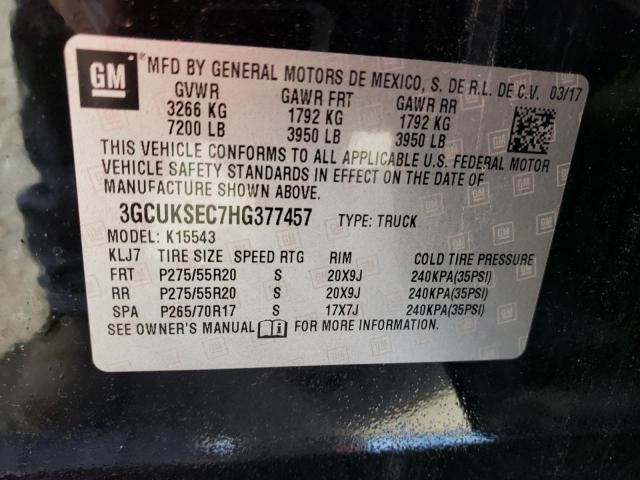 GM MFD BY GENERAL MOTORS DE MEXICO, S. DE R.L. DE C.V. 03/17
GVWR GAWR FRT GAWR RR
3266 KG 1792 KG 1792 KG
7200 LB 3950 LB 3950 LB
THIS VEHICLE CONFORMS TO ALL APPLICABLE U.S. FEDERAL MOTOR
VEHICLE SAFETY STANDARDS IN EFFECT ON THE DATE OF
MANUFACTURE SHOWN ABOVE.
3GCUKSEC7HG377457 TYPE: TRUCK
MODEL: K15543
KLJ7 TIRE SIZE SPEED RTG RIM COLD TIRE PRESSURE
FRT P275/55R20 S 20X9J 240KPA(35PSI)
RR P275/55R20 S 20X9J 240KPA(35PSI)
SPA P265/70R17 S 17X7J 240KPA(35PSI)
SEE OWNER'S MANUAL FOR MORE INFORMATION.